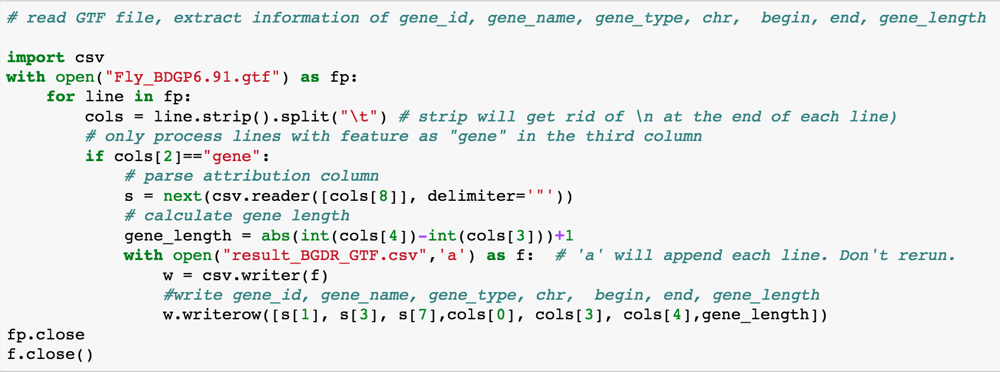 # read GTF file, extract information of gene_id, gene_name, gene_type, chr,  begin, end, gene_length
import csv
with open("Fly_BDGP6.91.gtf") as fp:
    for line in fp:
        cols = line.strip().split("\t") # strip will get rid of \n at the end of each line)
        # only process lines with feature as "gene" in the third column
        if cols[2]=="gene":
            # parse attribution column
            s = next(csv.reader([cols[8]], delimiter='"'))
            # calculate gene length
            gene_length = abs(int(cols[4])-int(cols[3]))+1
            with open("result_BGDR_GTF.csv",'a') as f:  # 'a' will append each line. Don't rerun.
                w = csv.writer(f)
                #write gene_id, gene_name, gene_type, chr,  begin, end, gene_length
                w.writerow([s[1], s[3], s[7],cols[0], cols[3], cols[4],gene_length])
fp.close
f.close()